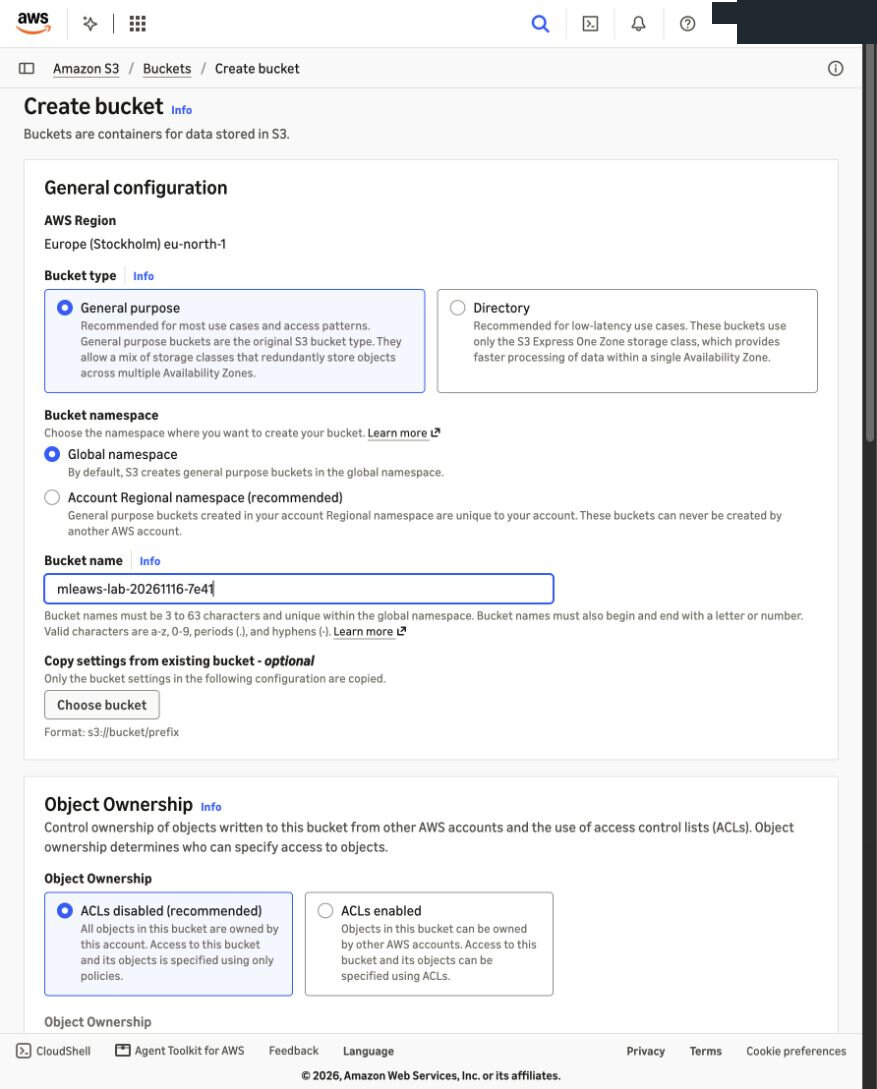 aws
Amazon S3 / Buckets / Create bucket
Create bucket Info
Buckets are containers for data stored in S3.
General configuration
AWS Region
Europe (Stockholm) eu-north-1
Bucket type Info
General purpose
Recommended for most use cases and access patterns.
General purpose buckets are the original S3 bucket type. They
allow a mix of storage classes that redundantly store objects
across multiple Availability Zones.
Directory
Recommended for low-latency use cases. These buckets use
only the S3 Express One Zone storage class, which provides
faster processing of data within a single Availability Zone.
Bucket namespace
Choose the namespace where you want to create your bucket. Learn more
Global namespace
By default, S3 creates general purpose buckets in the global namespace.
Account Regional namespace (recommended)
General purpose buckets created in your account Regional namespace are unique to your account. These buckets can never be created by
another AWS account.
Bucket name Info
mleaws-lab-20261116-7e41
Bucket names must be 3 to 63 characters and unique within the global namespace. Bucket names must also begin and end with a letter or number.
Valid characters are a-z, 0-9, periods (.), and hyphens (-). Learn more
Copy settings from existing bucket - optional
Only the bucket settings in the following configuration are copied.
Choose bucket
Format: s3://bucket/prefix
Object Ownership Info
Control ownership of objects written to this bucket from other AWS accounts and the use of access control lists (ACLs). Object
ownership determines who can specify access to objects.
Object Ownership
ACLs disabled (recommended)
All objects in this bucket are owned by
this account. Access to this bucket
and its objects is specified using only
policies.
ACLs enabled
Objects in this bucket can be owned
by other AWS accounts. Access to this
bucket and its objects can be
specified using ACLs.
Object Ownership
CloudShell Agent Toolkit for AWS Feedback Language Privacy Terms Cookie preferences
© 2026, Amazon Web Services, Inc. or its affiliates.